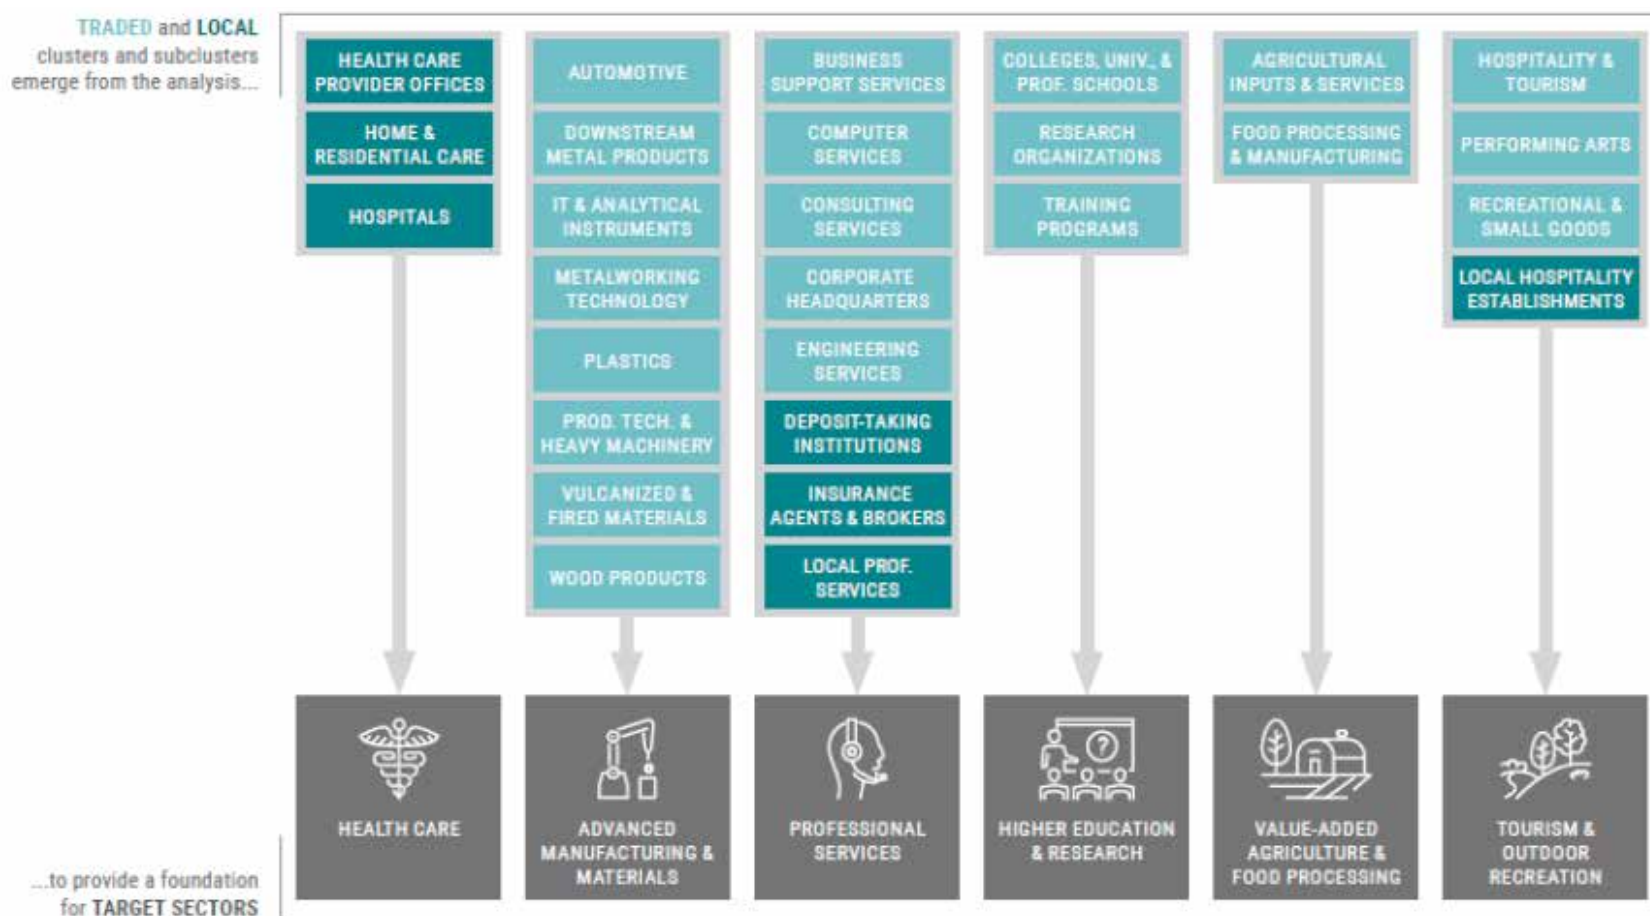 TRADED and LOCAL
clusters and subclusters
emerge from the analysis...
HEALTH CARE
PROVIDER OFFICES
HOME &
RESIDENTIAL CARE
HOSPITALS
AUTOMOTIVE
DOWNSTREAM
METAL PRODUCTS
IT & ANALYTICAL
INSTRUMENTS
METALWORKING
TECHNOLOGY
PLASTICS
PROD. TECH. &
HEAVY MACHINERY
VULCANIZED &
FIRED MATERIALS
WOOD PRODUCTS
BUSINESS
SUPPORT SERVICES
COMPUTER
SERVICES
CONSULTING
SERVICES
CORPORATE
HEADQUARTERS
ENGINEERING
SERVICES
DEPOSIT-TAKING
INSTITUTIONS
INSURANCE
AGENTS & BROKERS
LOCAL PROF.
SERVICES
COLLEGES, UNIV., &
PROF. SCHOOLS
RESEARCH
ORGANIZATIONS
TRAINING
PROGRAMS
AGRICULTURAL
INPUTS & SERVICES
FOOD PROCESSING
& MANUFACTURING
HOSPITALITY &
TOURISM
PERFORMING ARTS
RECREATIONAL &
SMALL GOODS
LOCAL HOSPITALITY
ESTABLISHMENTS
HEALTH CARE
ADVANCED
MANUFACTURING &
MATERIALS
PROFESSIONAL
SERVICES
?
HIGHER EDUCATION
& RESEARCH
VALUE-ADDED
AGRICULTURE &
FOOD PROCESSING
TOURISM &
OUTDOOR
RECREATION
...to provide a foundation
for TARGET SECTORS